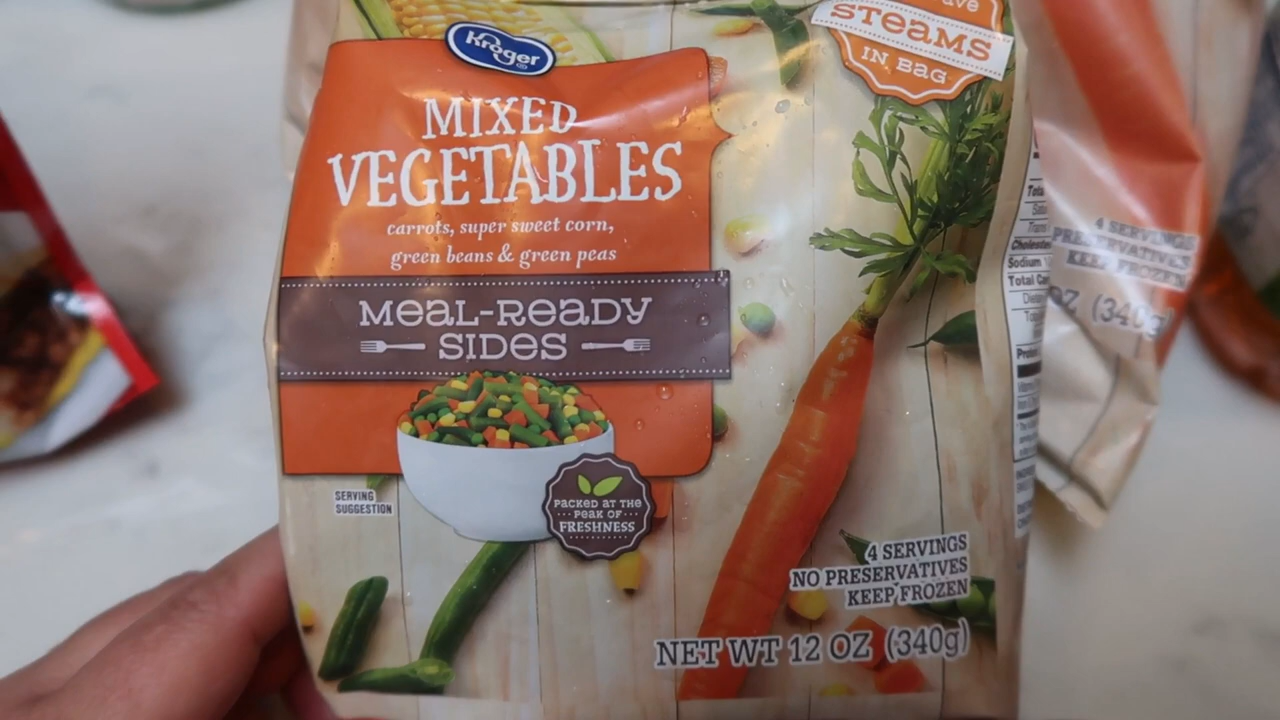 Kroger
MIXED
VEGETABLES
carrots, super sweet corn,
green beans & green peas
MEAL-READY
SIDES
STEAMS
IN BAG
SERVING
SUGGESTION
PACKED AT THE
PEAK OF
FRESHNESS
4 SERVINGS
NO PRESERVATIVES
KEEP FROZEN
NET WT 12 OZ (340g)
Sodium
4 SERVINGS
PRESERVATIVES
KEEP FROZEN
OZ (340g)